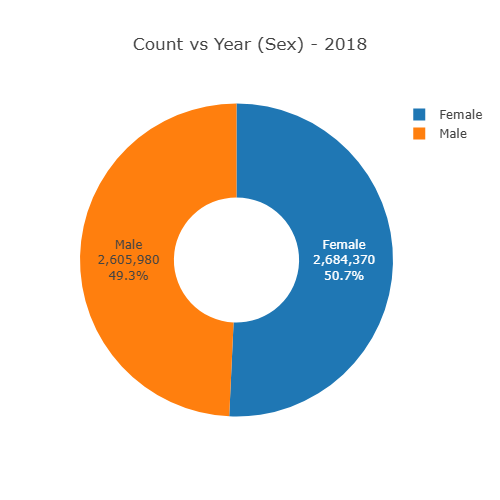 Count vs Year (Sex) - 2018
Female
Male
Male
2,605,980
49.3%
Female
2,684,370
50.7%